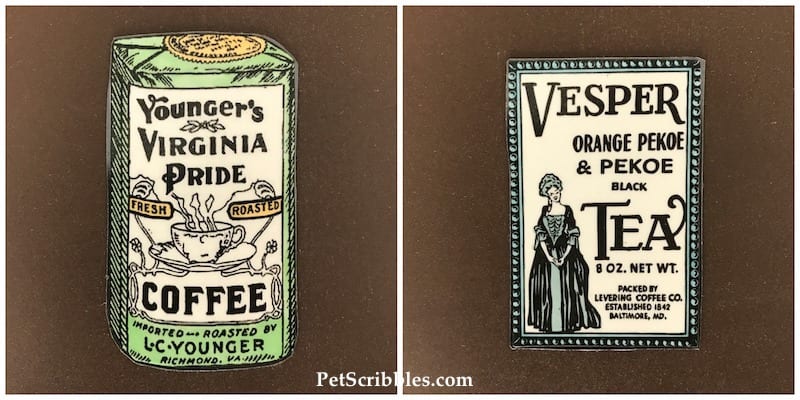 Younger's
Virginia
Pride
FRESH ROASTED
COFFEE
IMPORTED AND ROASTED BY
L·C·YOUNGER
RICHMOND. VA.
VESPER
ORANGE PEKOE
& PEKOE
BLACK
TEA
8 OZ. NET WT.
PACKED BY
LEVERING COFFEE CO.
ESTABLISHED 1842
BALTIMORE, MD.
PetScribbles.com